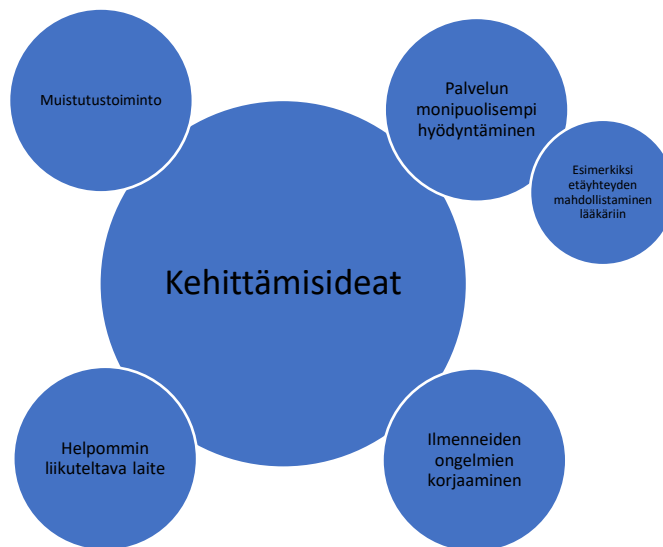 Muistutustoiminto
Palvelun
monipuolisempi
hyödyntäminen
Esimerkiksi
etäyhteyden
mahdollistaminen
lääkäriin
Kehittämisideat
Helpommin
liikuteltava laite
Ilmenneiden
ongelmien
korjaaminen